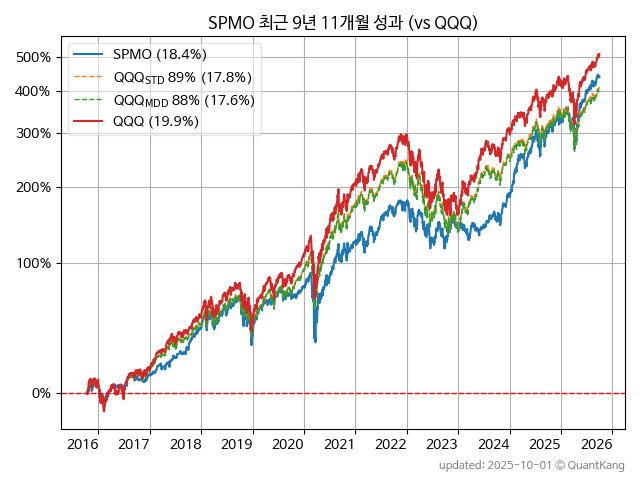 SPMO 최근 9년 11개월 성과 (vs QQQ)
SPMO (18.4%)
QQQSTD 89% (17.8%)
QQQMDD 88% (17.6%)
QQQ (19.9%)
500%
400%
300%
200%
100%
0%
2016 2017 2018 2019 2020 2021 2022 2023 2024 2025 2026
updated: 2025-10-01 © QuantKang